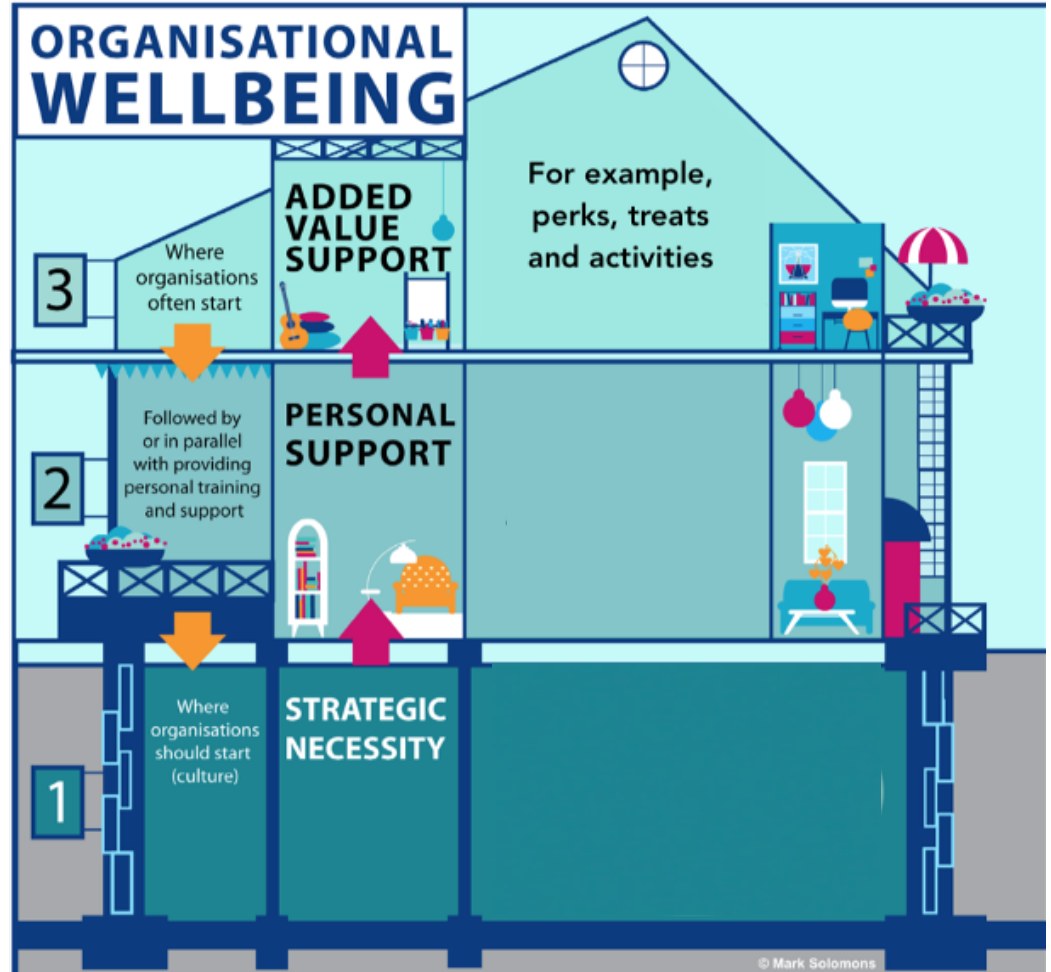 ORGANISATIONAL
WELLBEING
3
Where
organisations
often start
ADDED
VALUE
SUPPORT
For example,
perks, treats
and activities
2
Followed by
or in parallel
with providing
personal training
and support
PERSONAL
SUPPORT
1
Where
organisations
should start
(culture)
STRATEGIC
NECESSITY
© Mark Solomons